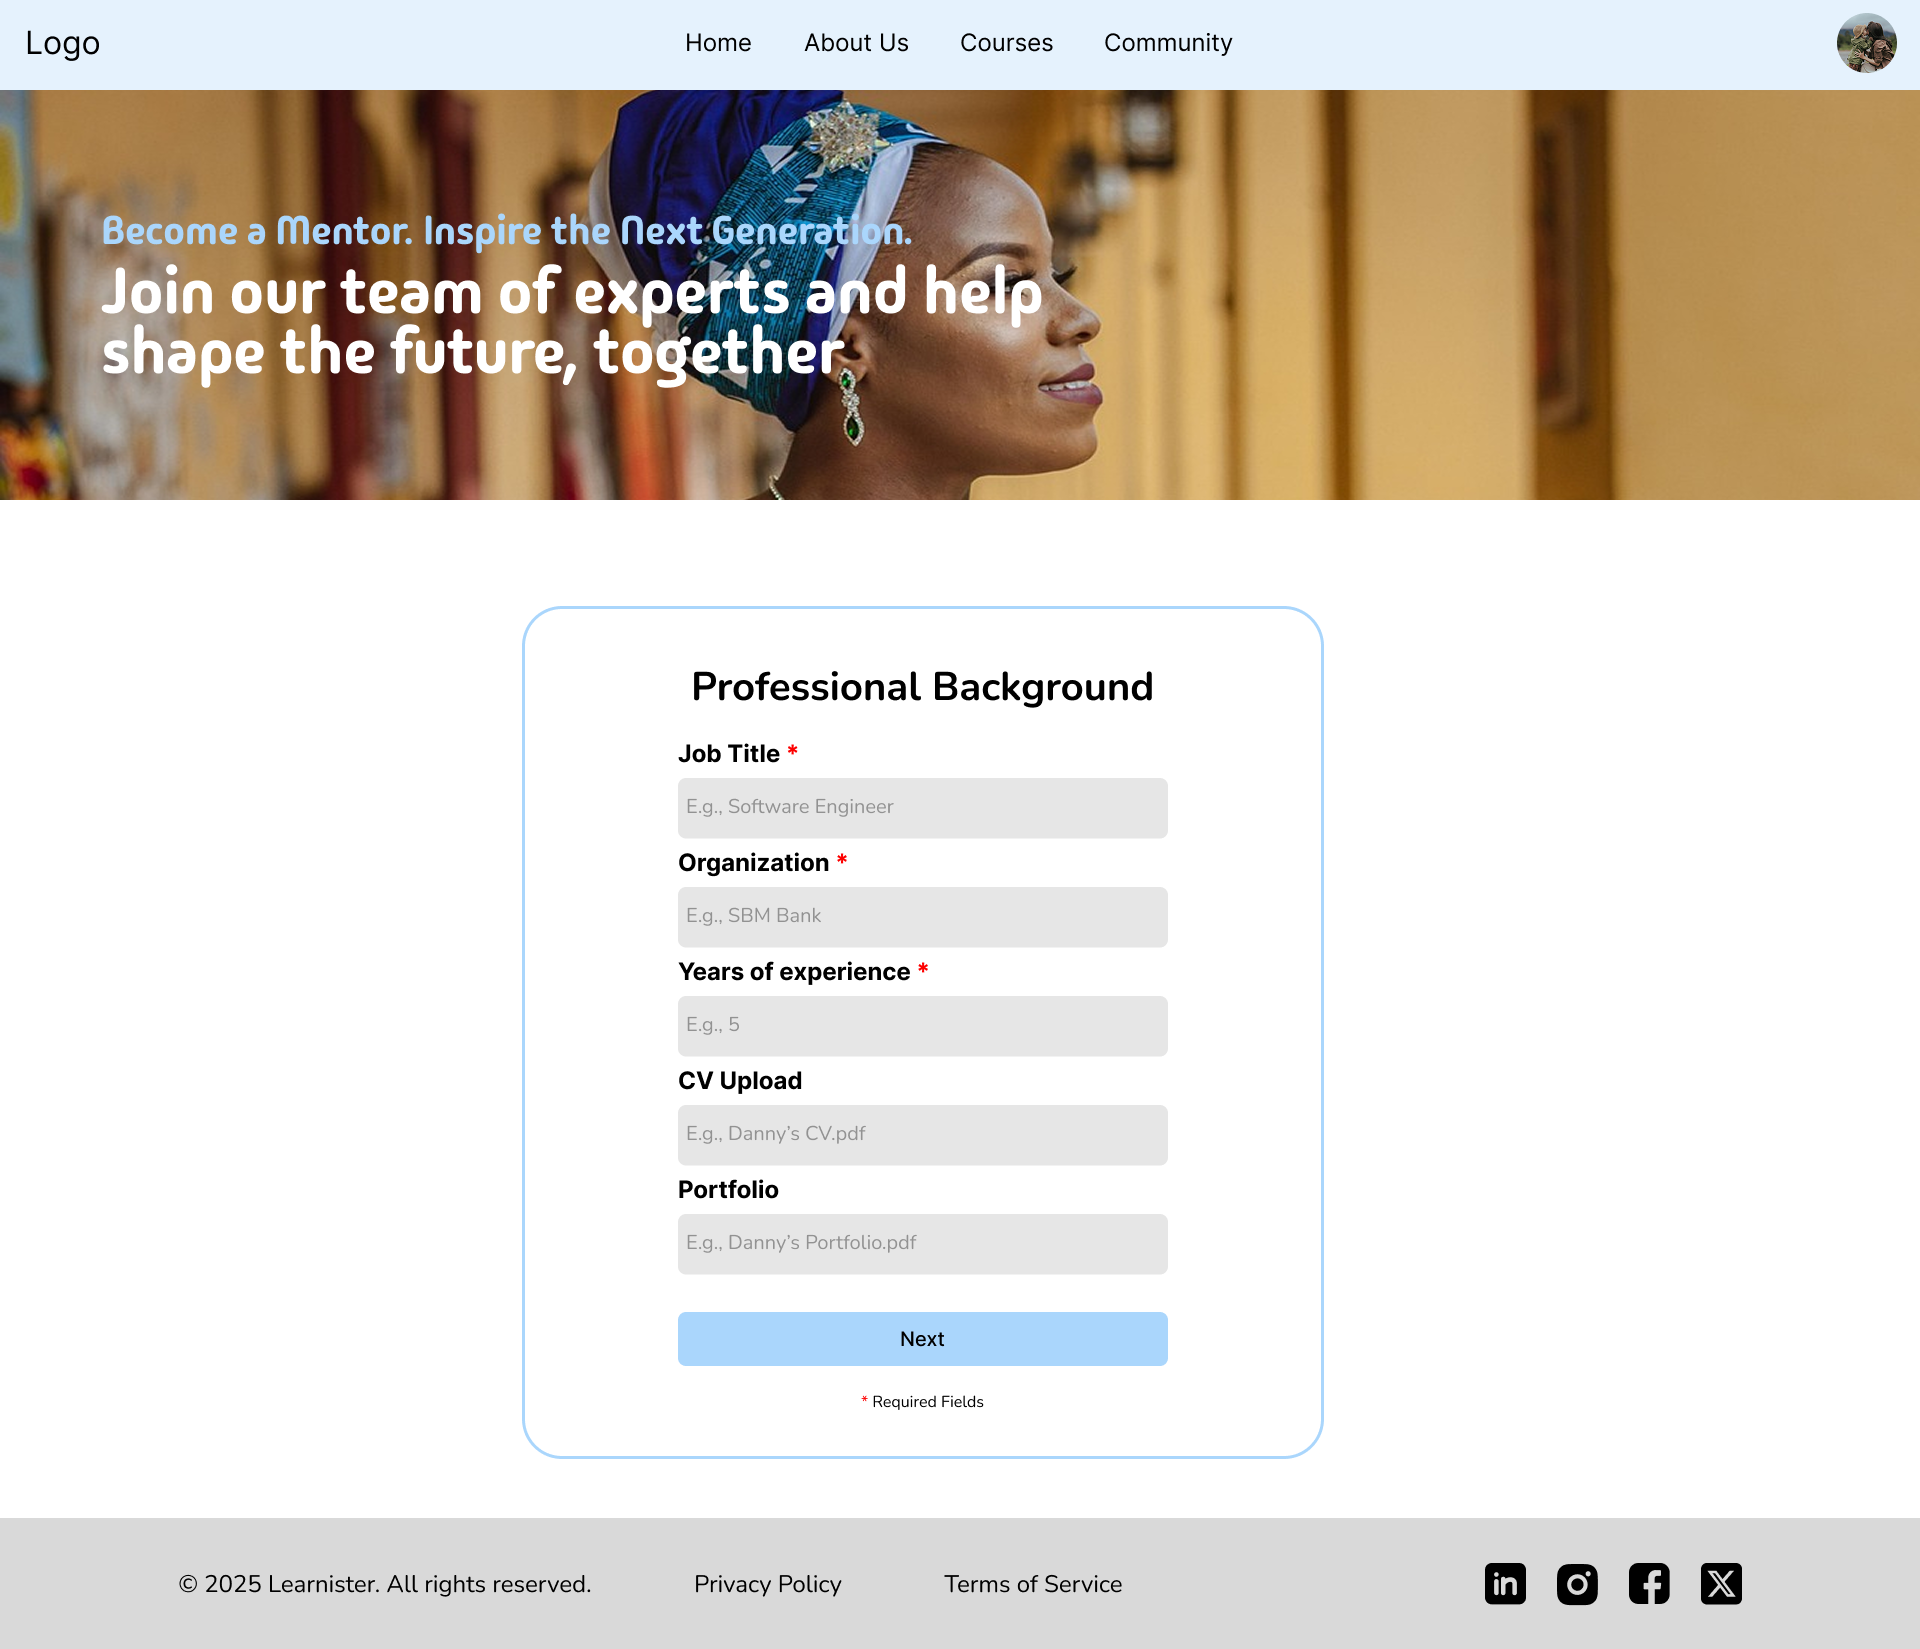 Logo
Home
About Us
Courses
Community
Become a Mentor. Inspire the Next Generation.
Join our team of experts and help
shape the future, together
Professional Background
Job Title *
E.g., Software Engineer
Organization *
E.g., SBM Bank
Years of experience *
E.g., 5
CV Upload
E.g., Danny’s CV.pdf
Portfolio
E.g., Danny’s Portfolio.pdf
Next
* Required Fields
© 2025 Learnister. All rights reserved.
Privacy Policy
Terms of Service